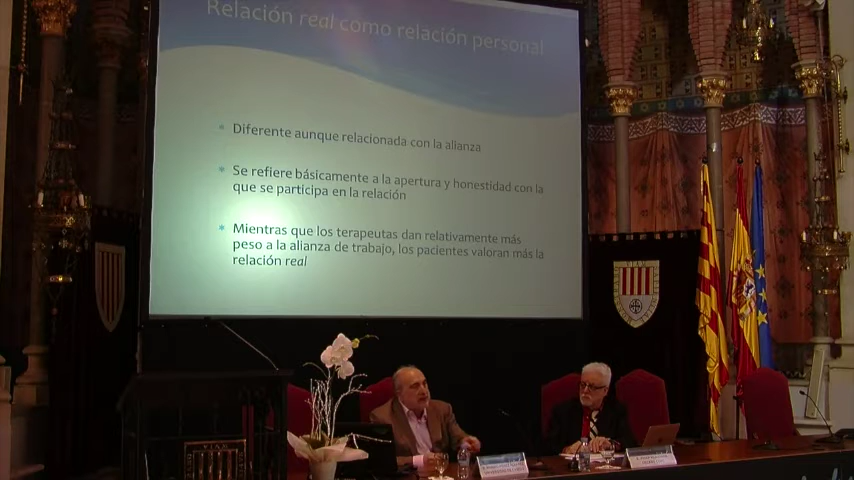 Relación real como relación personal
Diferente aunque relacionada con la alianza
Se refiere básicamente a la apertura y honestidad con la
que se participa en la relación
Mientras que los terapeutas dan relativamente más
peso a la alianza de trabajo, los pacientes valoran más la
relación real